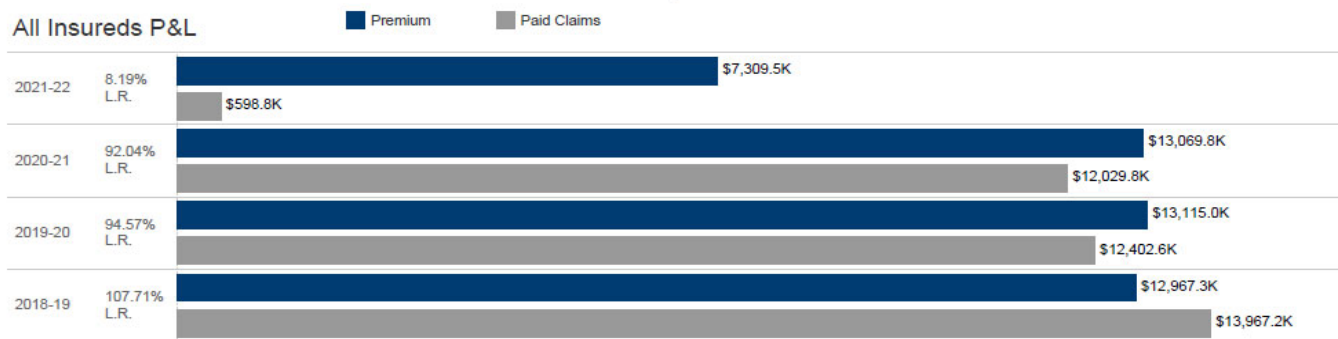 All Insureds P&L
Premium
Paid Claims
2021-22
8.19%
L.R.
$7,309.5K
$598.8K
2020-21
92.04%
L.R.
$13,069.8K
$12,029.8K
2019-20
94.57%
L.R.
$13,115.0K
$12,402.6K
2018-19
107.71%
L.R.
$12,967.3K
$13,967.2K